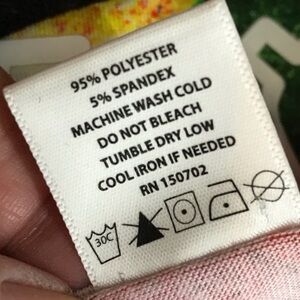 95% POLYESTER
5% SPANDEX
MACHINE WASH COLD
DO NOT BLEACH
TUMBLE DRY LOW
COOL IRON IF NEEDED
RN 150702
30C